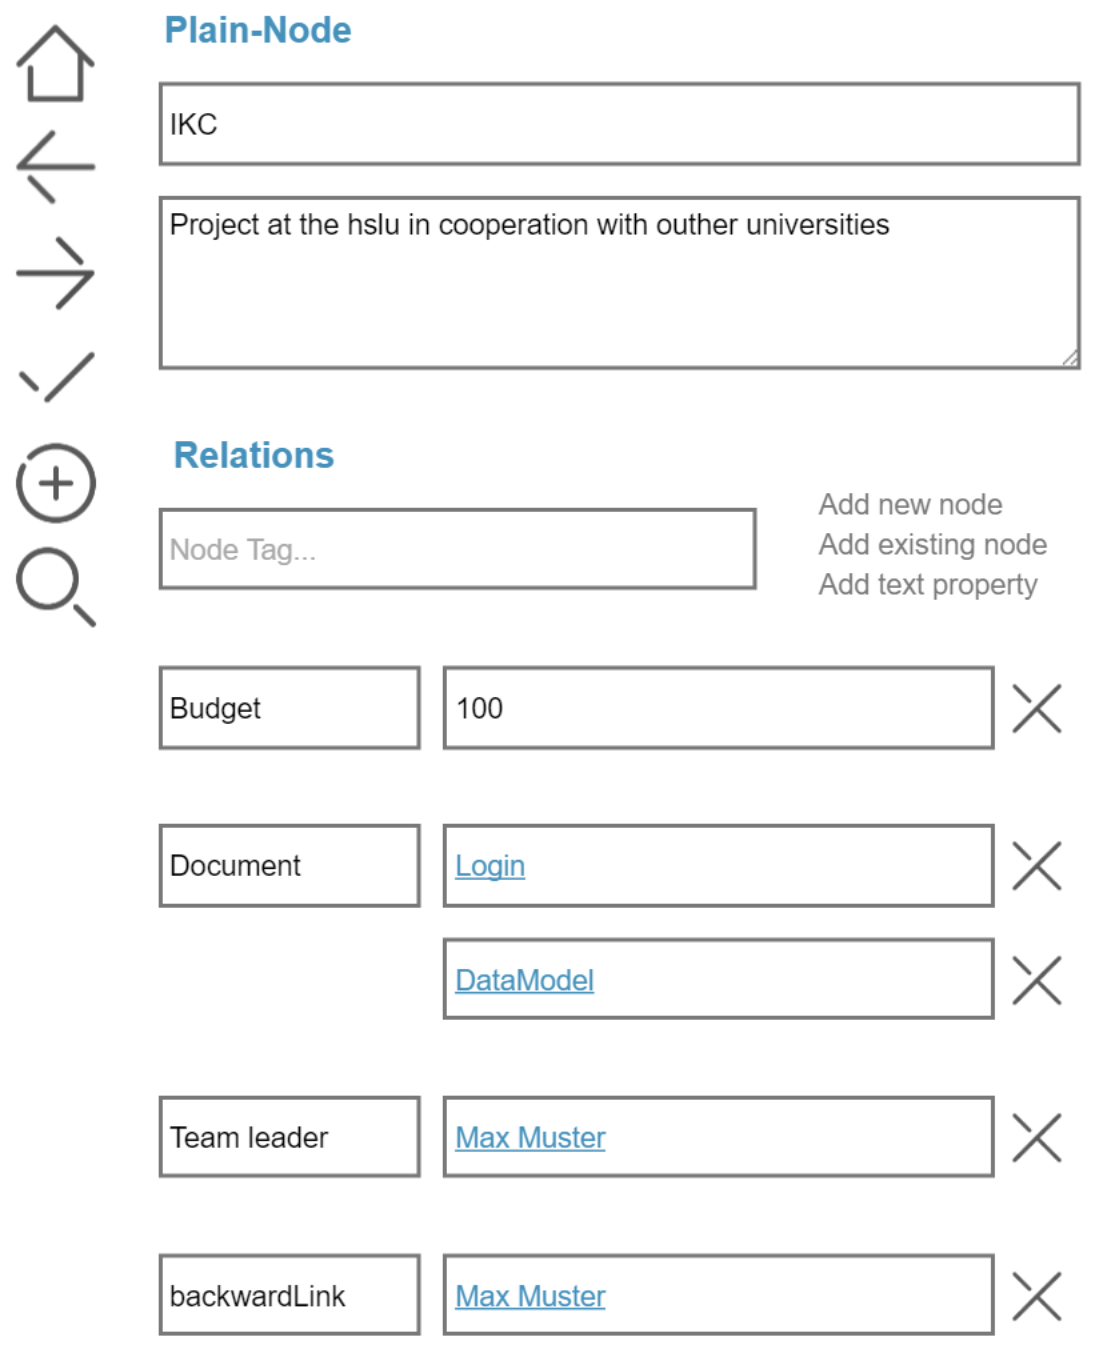 Plain-Node
IKC
Project at the hslu in cooperation with outher universities
Relations
Node Tag...
Add new node
Add existing node
Add text property
Budget 100
Document Login
DataModel
Team leader Max Muster
backwardLink Max Muster